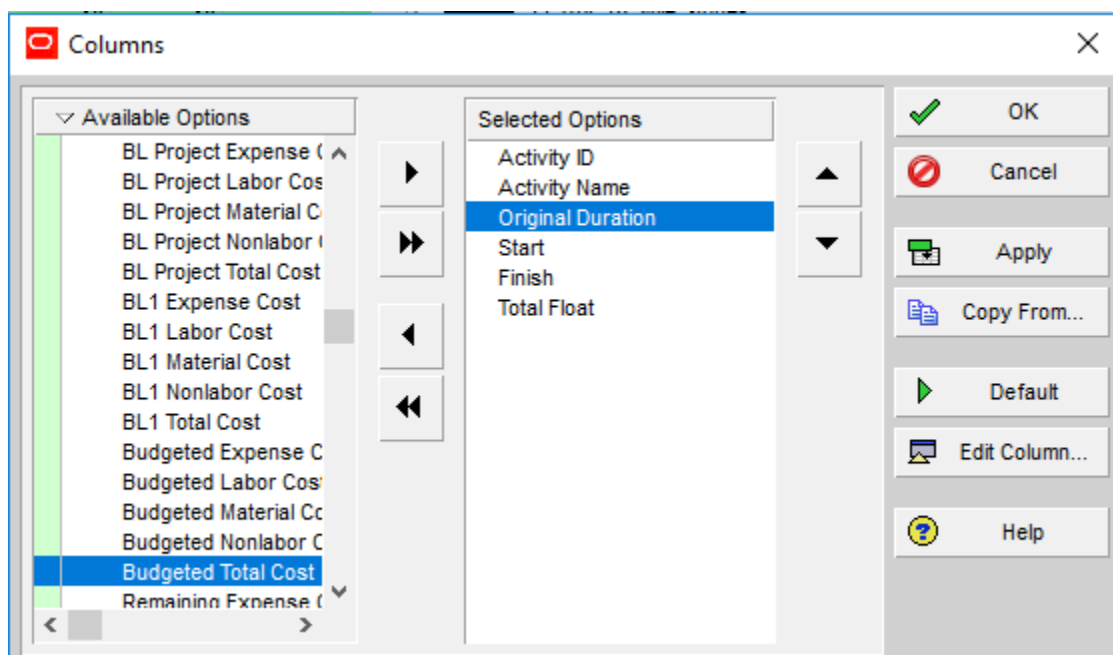 Columns
Available Options
BL Project Expense (
BL Project Labor Cos
BL Project Material C
BL Project Nonlabor
BL Project Total Cost
BL1 Expense Cost
BL1 Labor Cost
BL1 Material Cost
BL1 Nonlabor Cost
BL1 Total Cost
Budgeted Expense C
Budgeted Labor Cos
Budgeted Material Co
Budgeted Nonlabor C
Budgeted Total Cost
Remaining Expense (
Selected Options
Activity ID
Activity Name
Original Duration
Start
Finish
Total Float
OK
Cancel
Apply
Copy From...
Default
Edit Column...
Help